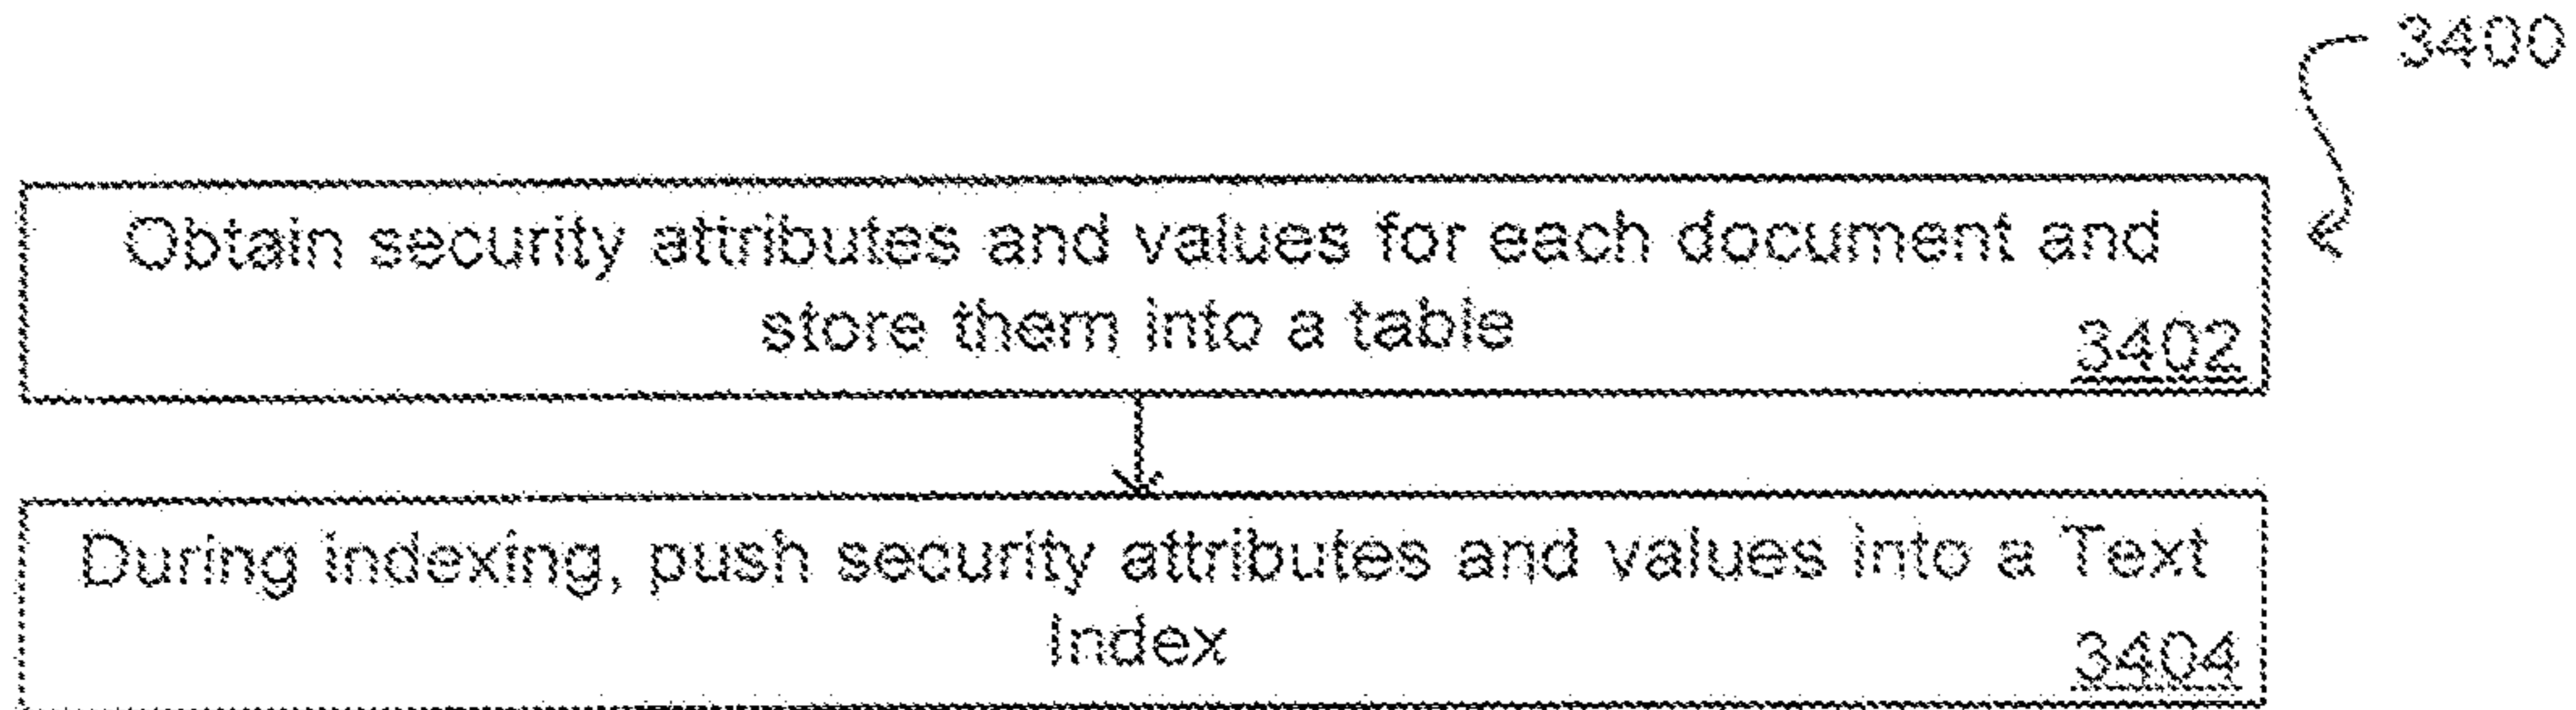 3400
Obtain security attributes and values for each document and
store them into a table
3402
During indexing, push security attributes and values into a Text
Index
3404